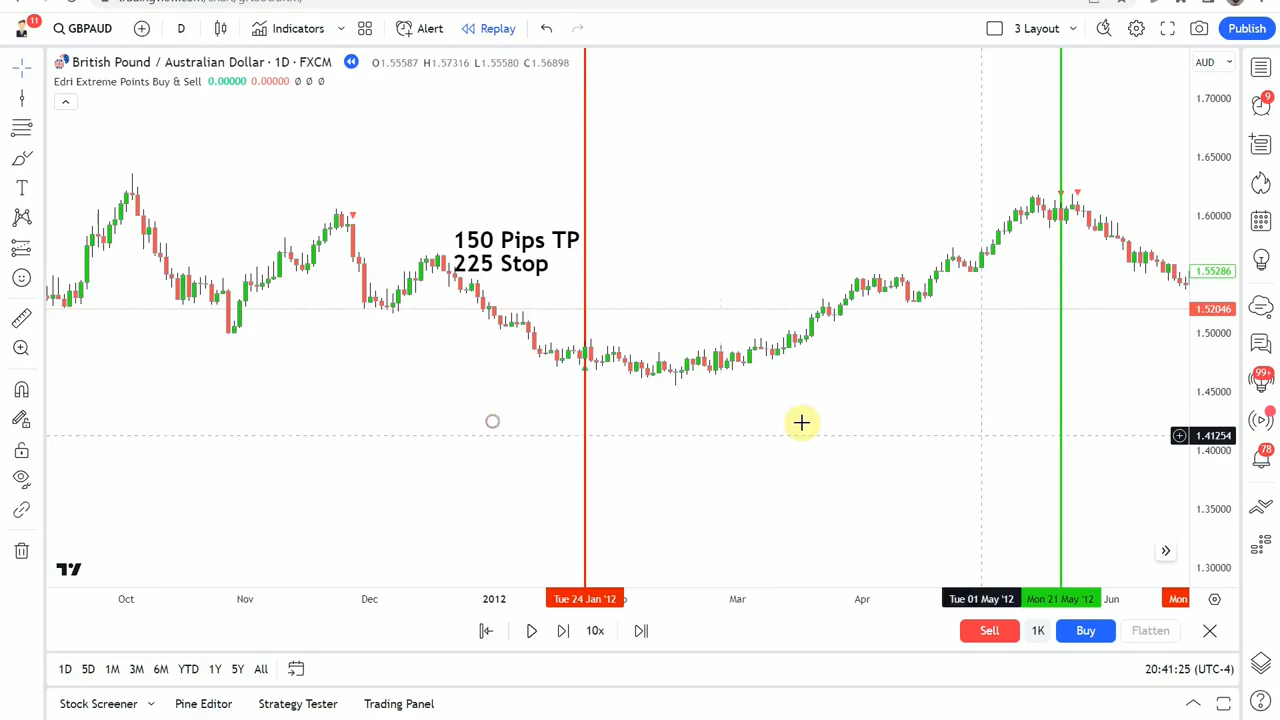 11
GBPAUD
D
Indicators
Alert
Replay
3 Layout
Publish
British Pound / Australian Dollar · 1D · FXCM
O1.55587 H1.57316 L1.55580 C1.56898
AUD
Edri Extreme Points Buy & Sell 0.00000 0.00000 Ø Ø Ø
1.70000
9
1.65000
1.60000
150 Pips TP
225 Stop
1.55286
1.52046
1.50000
99+
1.45000
1.41254
1.40000
78
1.35000
1.30000
Oct
Nov
Dec
2012
Tue 24 Jan '12
Mar
Apr
Tue 01 May '12
Mon 21 May '12
Jun
Mon
10x
Sell
1K
Buy
Flatten
1D
5D
1M
3M
6M
YTD
1Y
5Y
All
20:41:25 (UTC-4)
Stock Screener
Pine Editor
Strategy Tester
Trading Panel